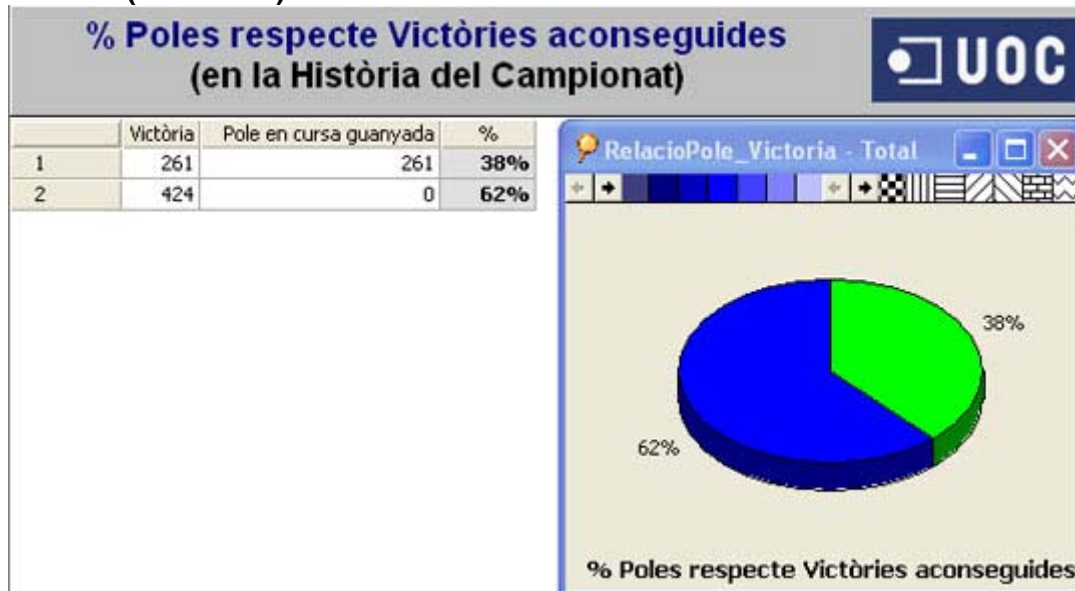 % Poles respecte Victòries aconseguides
(en la Història del Campionat)
UOC
Victòria Pole en cursa guanyada %
1 261 261 38%
2 424 0 62%
RelacioPole_Victoria - Total
38%
62%
% Poles respecte Victòries aconseguides